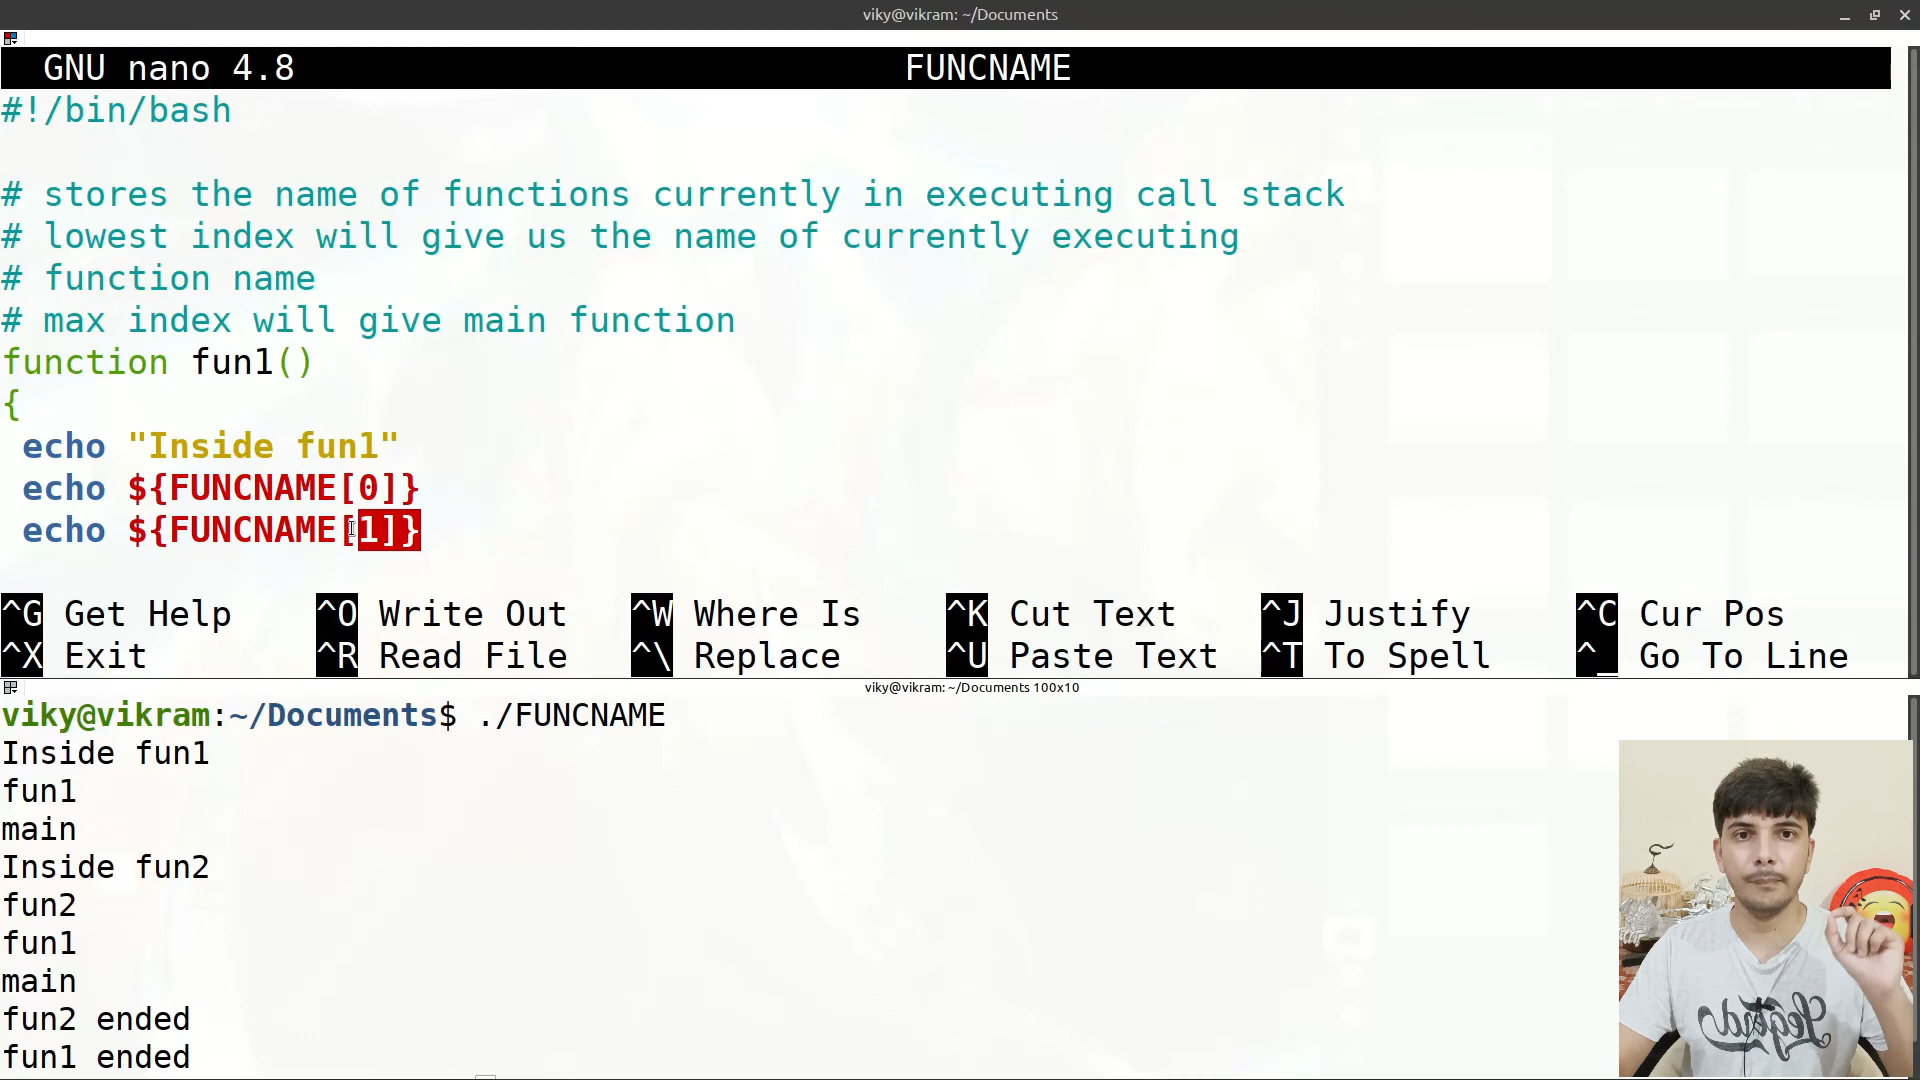 viky@vikram: ~/Documents
GNU nano 4.8 FUNCNAME
#!/bin/bash
# stores the name of functions currently in executing call stack
# lowest index will give us the name of currently executing
# function name
# max index will give main function
function fun1()
{
echo "Inside fun1"
echo ${FUNCNAME[0]}
echo ${FUNCNAME[1]}
^G Get Help ^O Write Out ^W Where Is ^K Cut Text ^J Justify ^C Cur Pos
^X Exit ^R Read File ^\ Replace ^U Paste Text ^T To Spell ^_ Go To Line
viky@vikram: ~/Documents 100x10
viky@vikram:~/Documents$ ./FUNCNAME
Inside fun1
fun1
main
Inside fun2
fun2
fun1
main
fun2 ended
fun1 ended
Legend